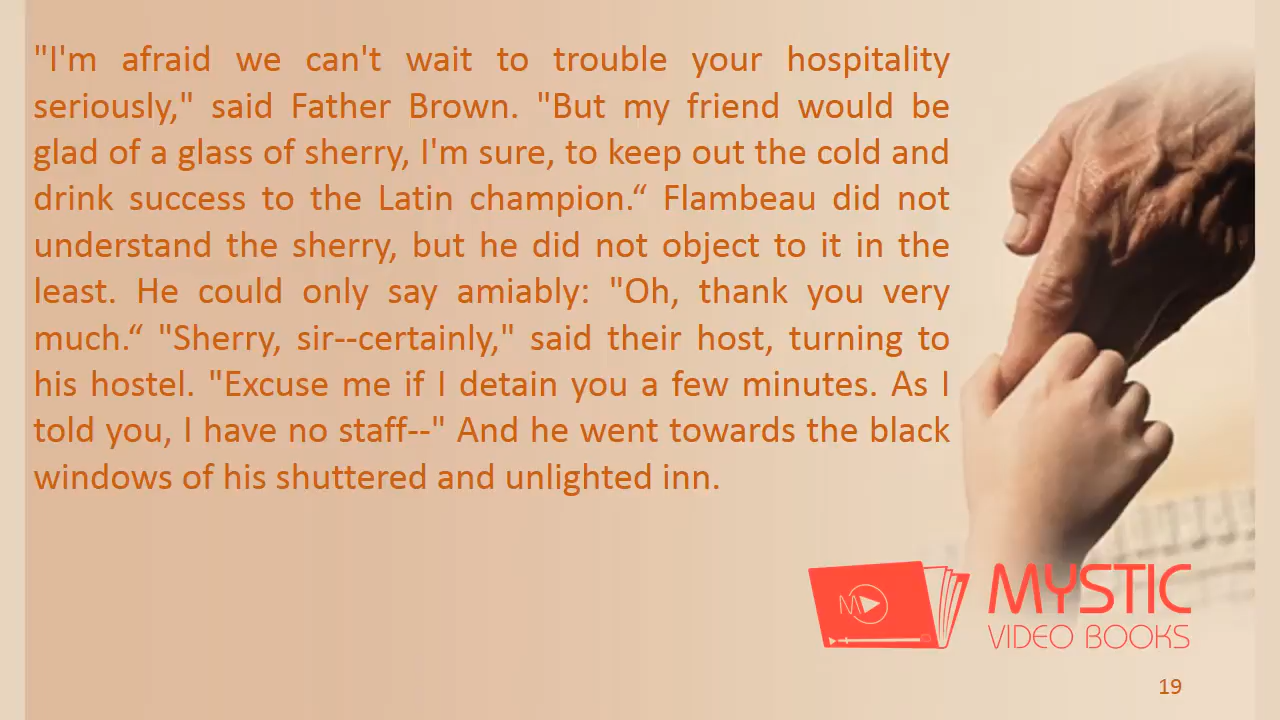 "I'm afraid we can't wait to trouble your hospitality
seriously," said Father Brown. "But my friend would be
glad of a glass of sherry, I'm sure, to keep out the cold and
drink success to the Latin champion.“ Flambeau did not
understand the sherry, but he did not object to it in the
least. He could only say amiably: "Oh, thank you very
much.“ "Sherry, sir--certainly," said their host, turning to
his hostel. "Excuse me if I detain you a few minutes. As I
told you, I have no staff--" And he went towards the black
windows of his shuttered and unlighted inn.
MYSTIC
VIDEO BOOKS
19